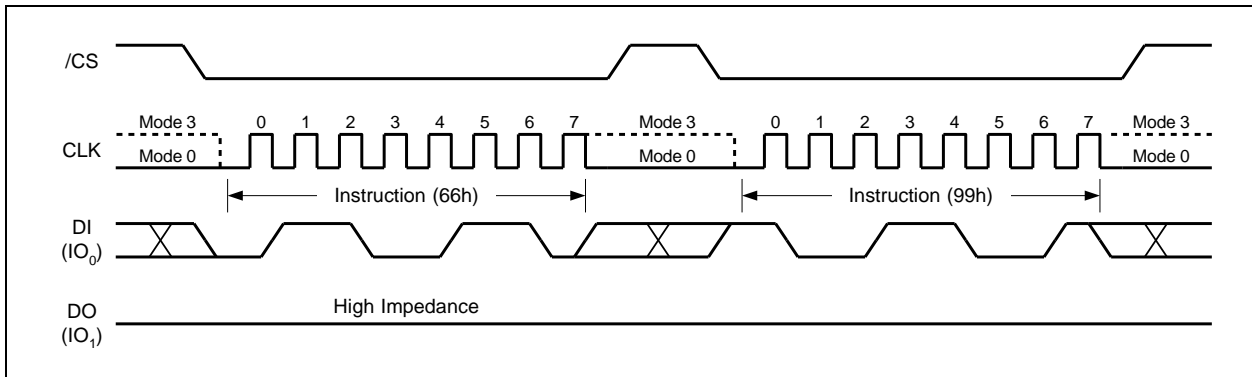 /CS
Mode 3 0 1 2 3 4 5 6 7 Mode 3 0 1 2 3 4 5 6 7 Mode 3
CLK
Mode 0 Mode 0 Mode 0
Instruction (66h) Instruction (99h)
DI
(IO0)
High Impedance
DO
(IO1)